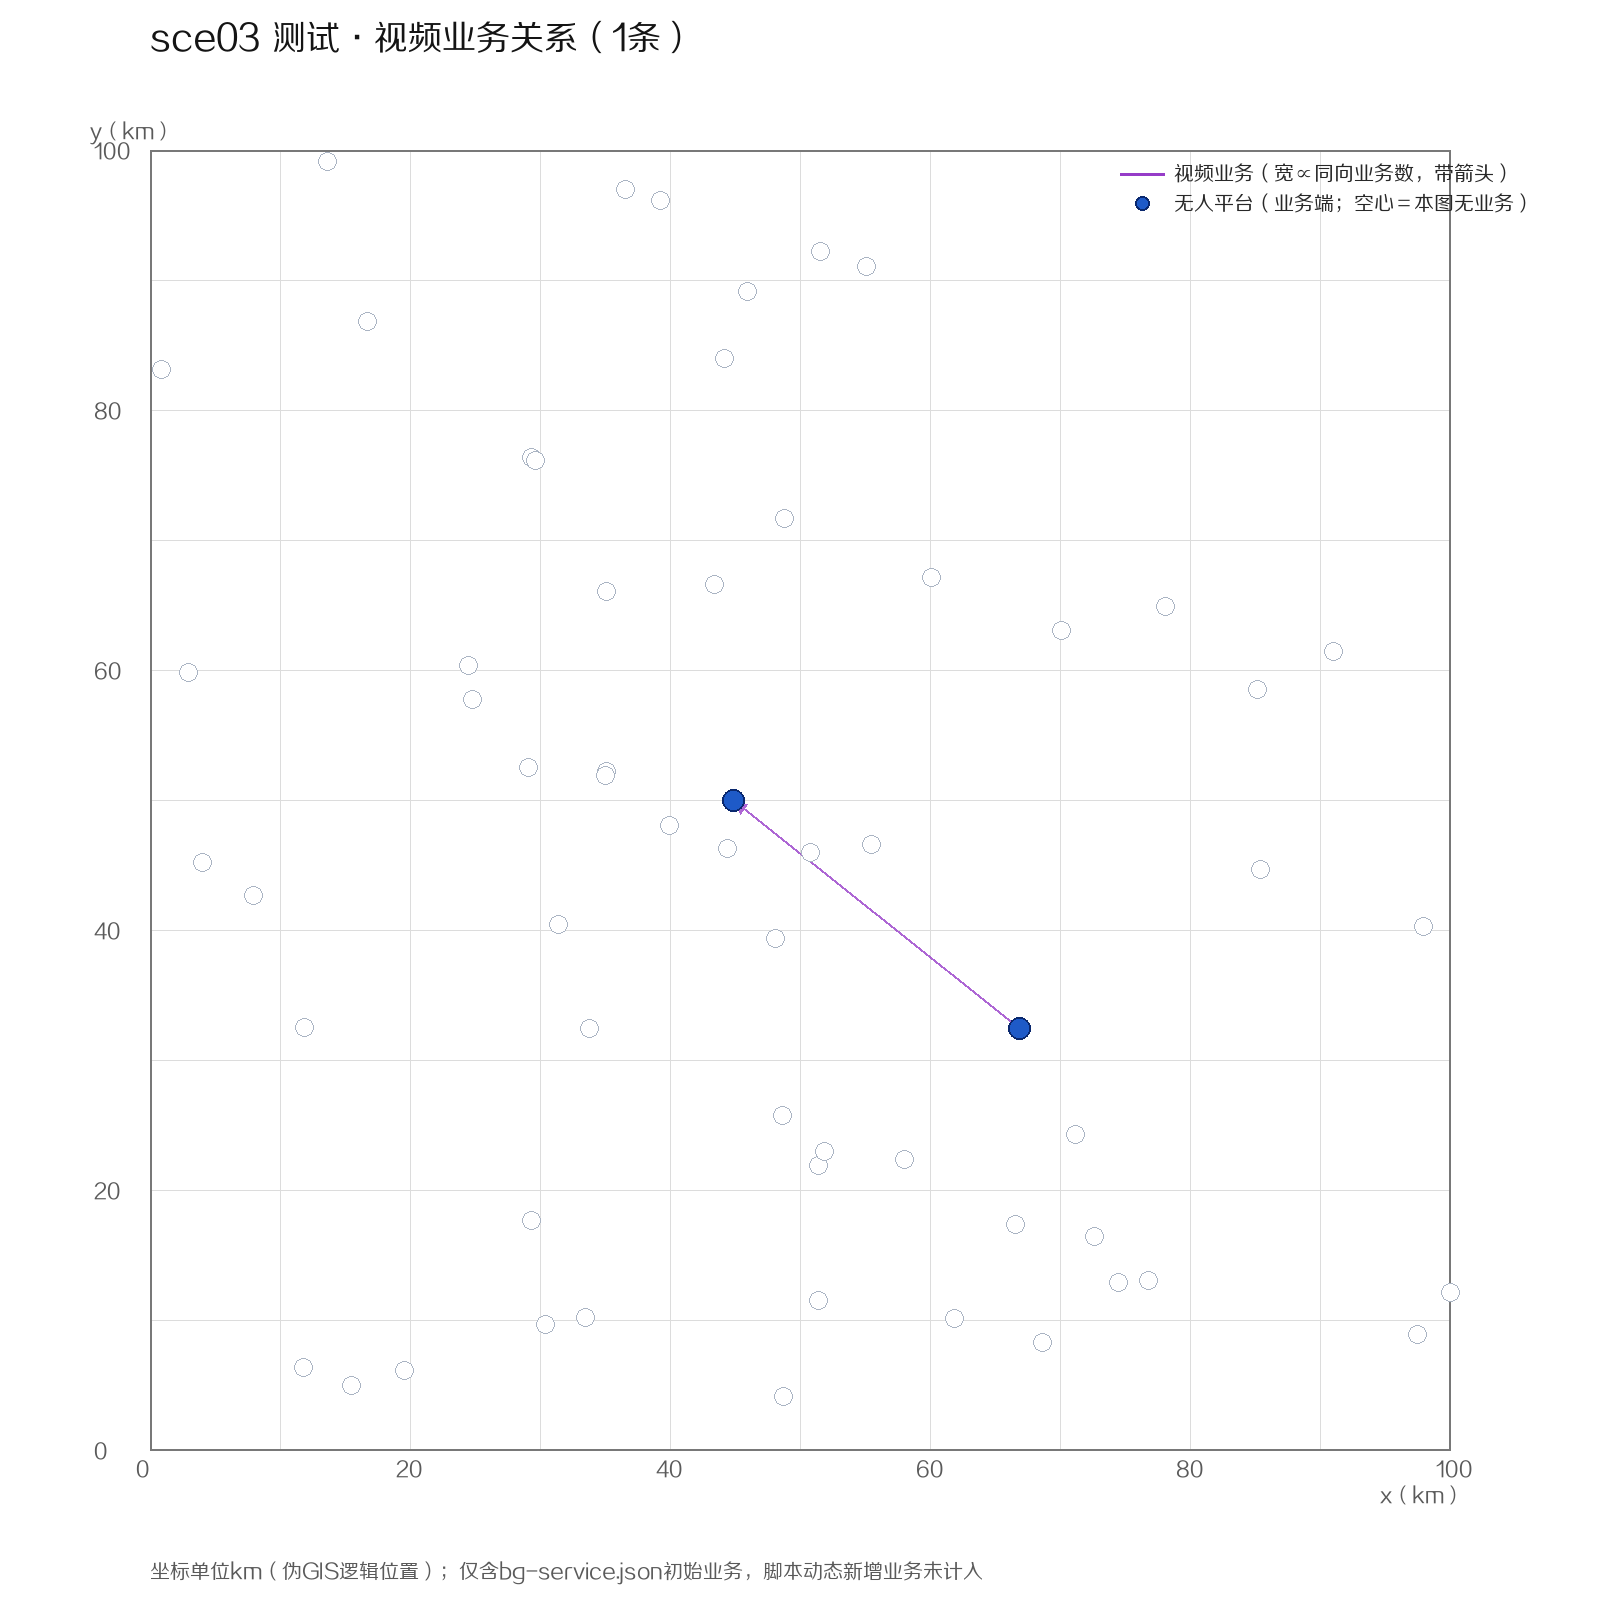 sce03 测试·视频业务关系（1条）
y（km）
100
视频业务（宽∝同向业务数，带箭头）
无人平台（业务端；空心＝本图无业务）
80
60
40
20
0
0 20 40 60 80 100
x（km）
坐标单位km（伪GIS逻辑位置）；仅含bg-service.json初始业务，脚本动态新增业务未计入